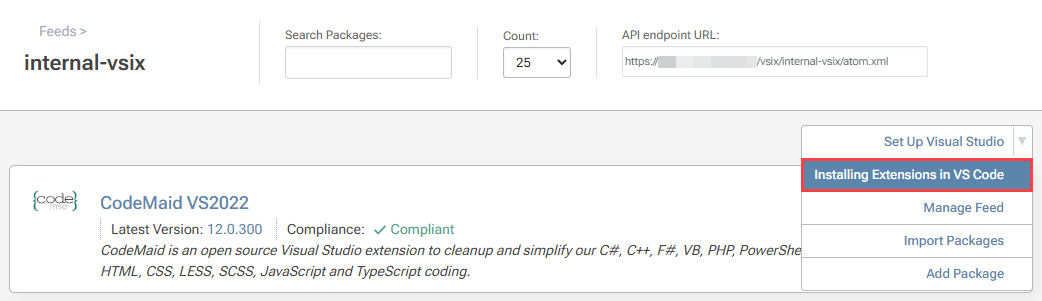 Feeds >
internal-vsix
Search Packages:
Count:
25
API endpoint URL:
https:// /vsix/internal-vsix/atom.xml
Set Up Visual Studio
Installing Extensions in VS Code
Manage Feed
Import Packages
Add Package
{code}
maid
CodeMaid VS2022
Latest Version: 12.0.300
Compliance: Compliant
CodeMaid is an open source Visual Studio extension to cleanup and simplify our C#, C++, F#, VB, PHP, PowerShe
HTML, CSS, LESS, SCSS, JavaScript and TypeScript coding.